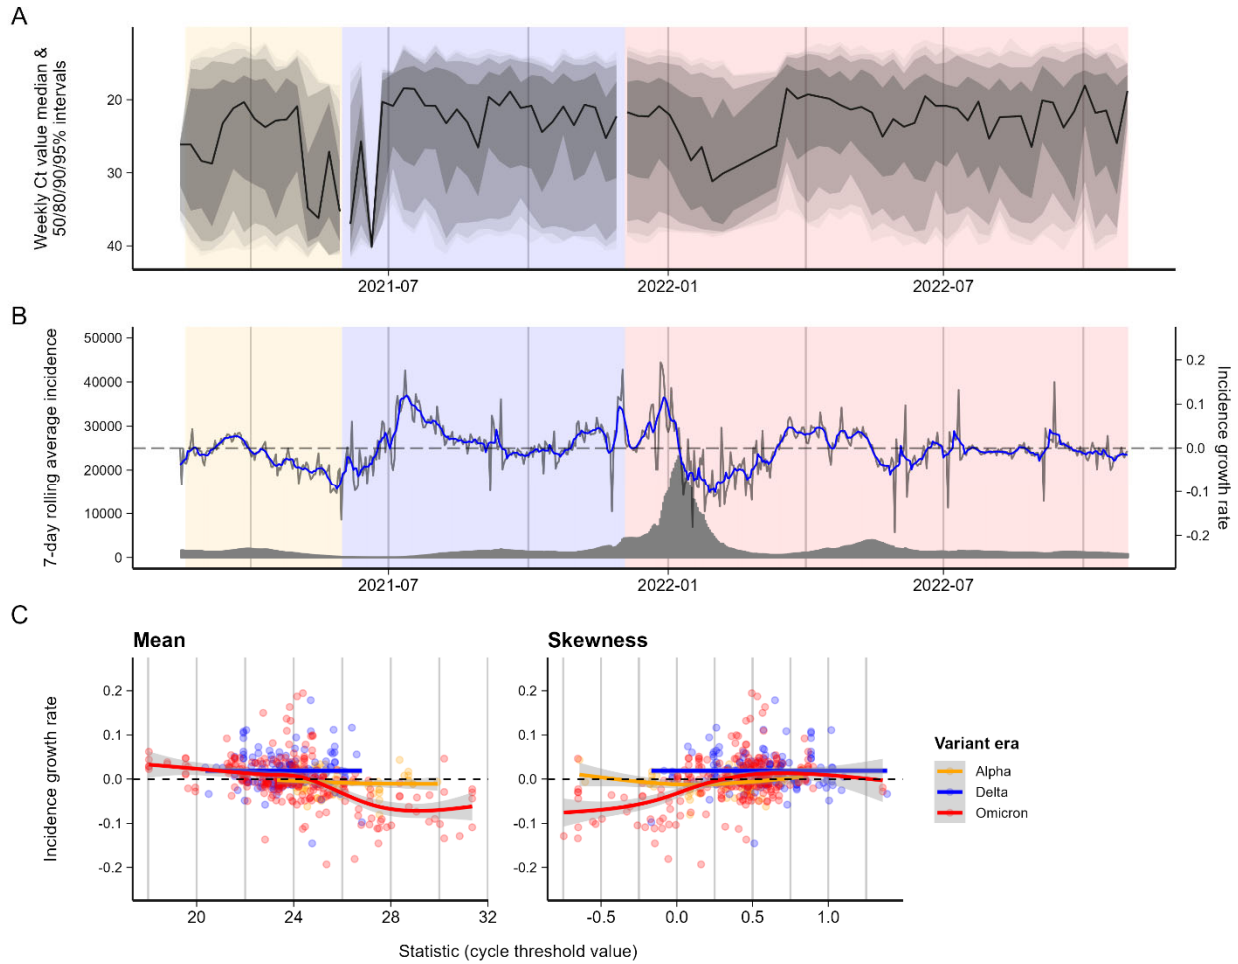 A
Weekly Ct value median &
50/80/90/95% intervals
20
30
40
2021-07
2022-01
2022-07
B
7-day rolling average incidence
50000
40000
30000
20000
10000
0
0.2
0.1
0.0
-0.1
-0.2
Incidence growth rate
2021-07
2022-01
2022-07
C
Mean
Skewness
Incidence growth rate
0.2
0.1
0.0
-0.1
-0.2
0.2
0.1
0.0
-0.1
-0.2
20
24
28
32
-0.5
0.0
0.5
1.0
Statistic (cycle threshold value)
Variant era
Alpha
Delta
Omicron